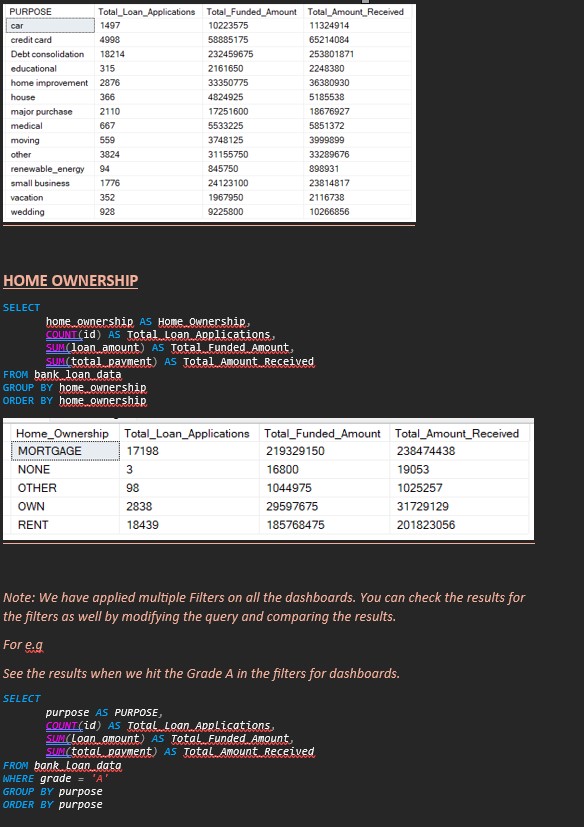 PURPOSE Total_Loan_Applications Total_Funded_Amount Total_Amount_Received
car 1497 10223575 11324914
credit card 4998 58885175 65214084
Debt consolidation 18214 232459675 253801871
educational 315 2161650 2248380
home improvement 2876 33350775 36380930
house 366 4824925 5185538
major purchase 2110 17251600 18676927
medical 667 5533225 5851372
moving 559 3748125 3999899
other 3824 31155750 33289676
renewable_energy 94 845750 898931
small business 1776 24123100 23814817
vacation 352 1967950 2116738
wedding 928 9225800 10266856
HOME OWNERSHIP
SELECT
home_ownership AS Home_Ownership,
COUNT(id) AS Total_Loan_Applications,
SUM(loan_amount) AS Total_Funded_Amount,
SUM(total_payment) AS Total_Amount_Received
FROM bank_loan_data
GROUP BY home_ownership
ORDER BY home_ownership
Home_Ownership Total_Loan_Applications Total_Funded_Amount Total_Amount_Received
MORTGAGE 17198 219329150 238474438
NONE 3 16800 19053
OTHER 98 1044975 1025257
OWN 2838 29597675 31729129
RENT 18439 185768475 201823056
Note: We have applied multiple Filters on all the dashboards. You can check the results for
the filters as well by modifying the query and comparing the results.
For e.g
See the results when we hit the Grade A in the filters for dashboards.
SELECT
purpose AS PURPOSE,
COUNT(id) AS Total_Loan_Applications,
SUM(Loan_amount) AS Total_Funded_Amount,
SUM(total_payment) AS Total_Amount_Received
FROM bank_Loan_data
WHERE grade = 'A'
GROUP BY purpose
ORDER BY purpose